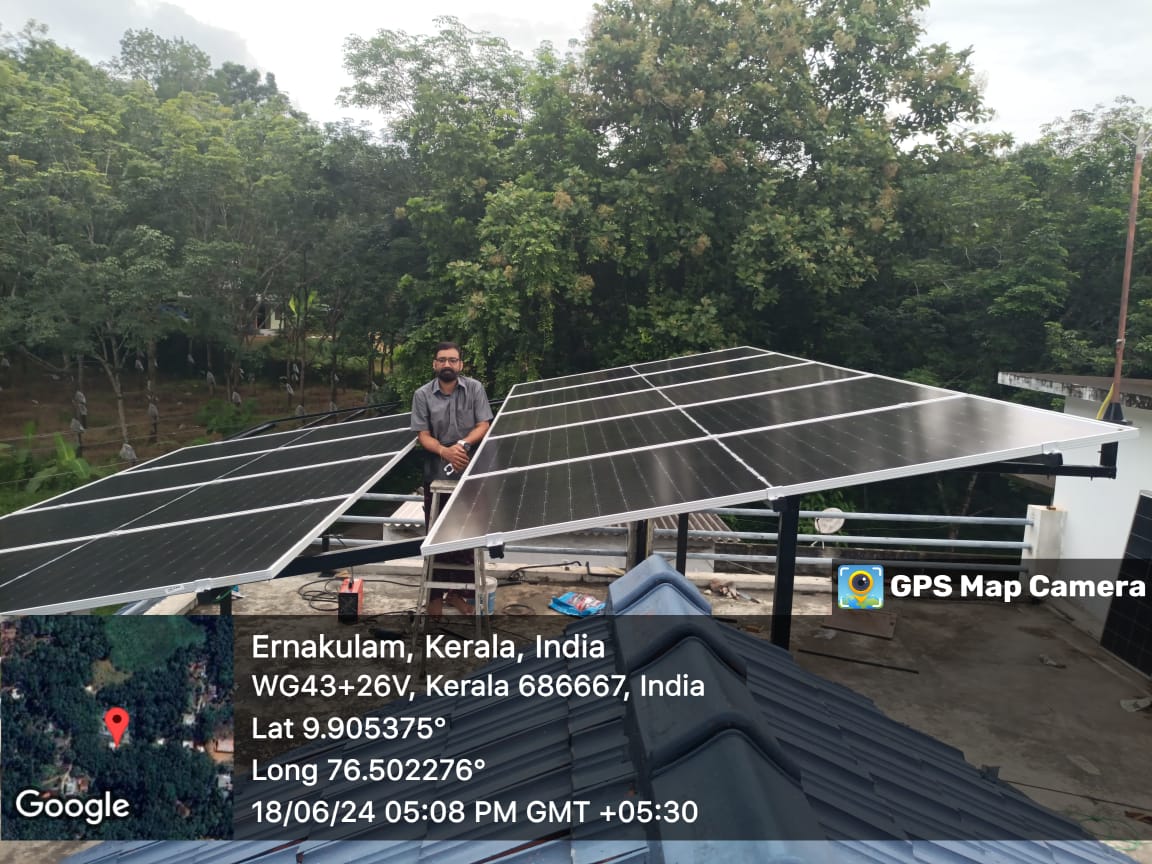 GPS Map Camera
Ernakulam, Kerala, India
WG43+26V, Kerala 686667, India
Lat 9.905375°
Long 76.502276°
18/06/24 05:08 PM GMT +05:30
Google